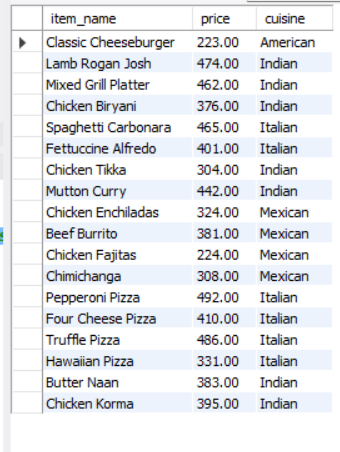 item_name price cuisine
Classic Cheeseburger 223.00 American
Lamb Rogan Josh 474.00 Indian
Mixed Grill Platter 462.00 Indian
Chicken Biryani 376.00 Indian
Spaghetti Carbonara 465.00 Italian
Fettuccine Alfredo 401.00 Italian
Chicken Tikka 304.00 Indian
Mutton Curry 442.00 Indian
Chicken Enchiladas 324.00 Mexican
Beef Burrito 381.00 Mexican
Chicken Fajitas 224.00 Mexican
Chimichanga 308.00 Mexican
Pepperoni Pizza 492.00 Italian
Four Cheese Pizza 410.00 Italian
Truffle Pizza 486.00 Italian
Hawaiian Pizza 331.00 Italian
Butter Naan 383.00 Indian
Chicken Korma 395.00 Indian